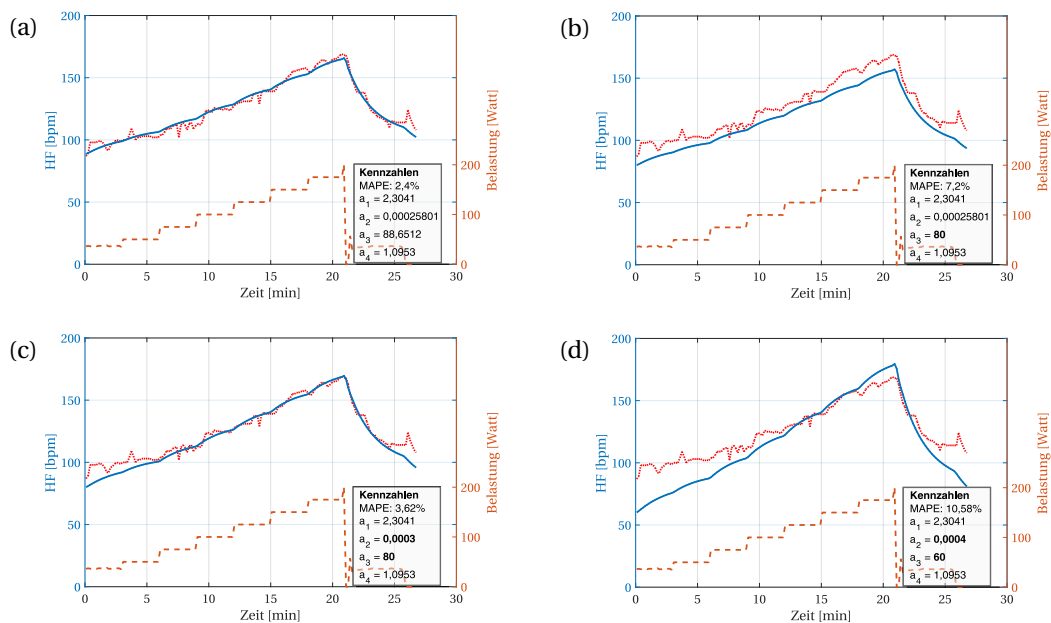 (a)
200
150
100
50
0
HF [bpm]
0 5 10 15 20 25 30
Zeit [min]
200
100
0
Belastung [Watt]
Kennzahlen
MAPE: 2,4%
a1 = 2,3041
a2 = 0,00025801
a3 = 88,6512
a4 = 1,0953
(b)
200
150
100
50
0
HF [bpm]
0 5 10 15 20 25 30
Zeit [min]
200
100
0
Belastung [Watt]
Kennzahlen
MAPE: 7,2%
a1 = 2,3041
a2 = 0,00025801
a3 = 80
a4 = 1,0953
(c)
200
150
100
50
0
HF [bpm]
0 5 10 15 20 25 30
Zeit [min]
200
100
0
Belastung [Watt]
Kennzahlen
MAPE: 3,62%
a1 = 2,3041
a2 = 0,0003
a3 = 80
a4 = 1,0953
(d)
200
150
100
50
0
HF [bpm]
0 5 10 15 20 25 30
Zeit [min]
200
100
0
Belastung [Watt]
Kennzahlen
MAPE: 10,58%
a1 = 2,3041
a2 = 0,0004
a3 = 60
a4 = 1,0953